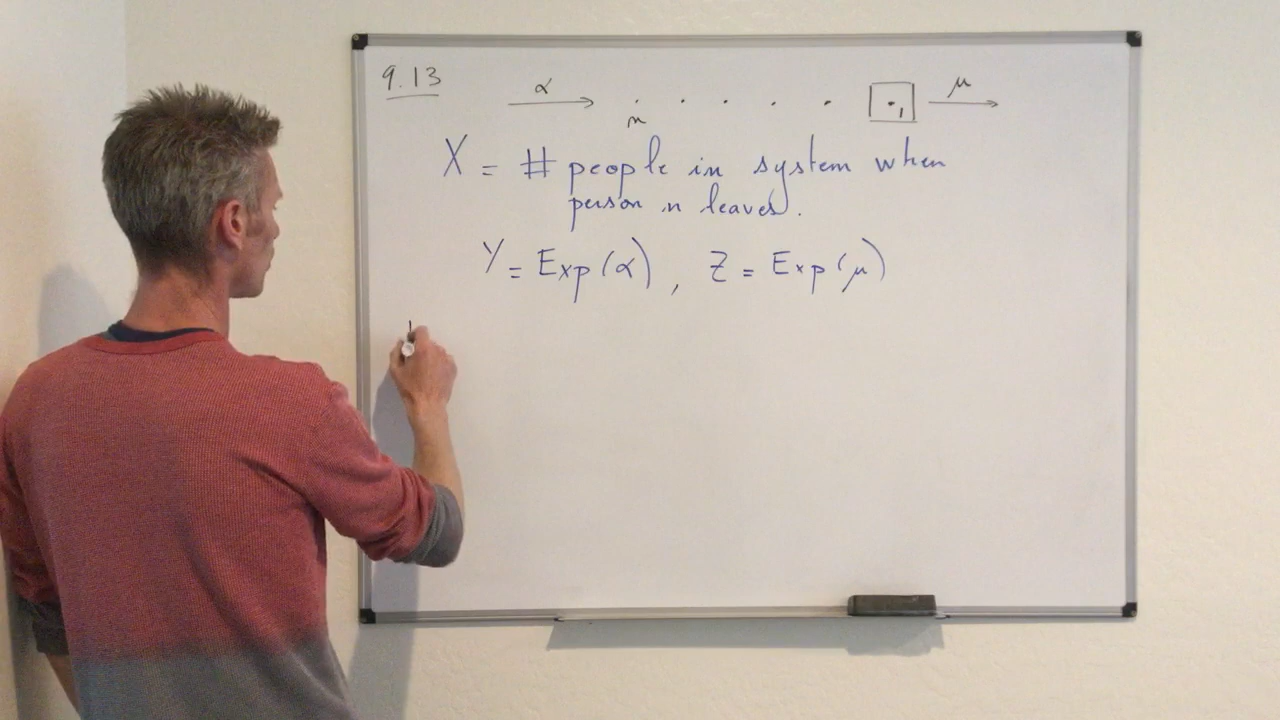 9.13
α n 1 μ
X = # people in system when
person n leaves.
Y = Exp(α), Z = Exp(μ)